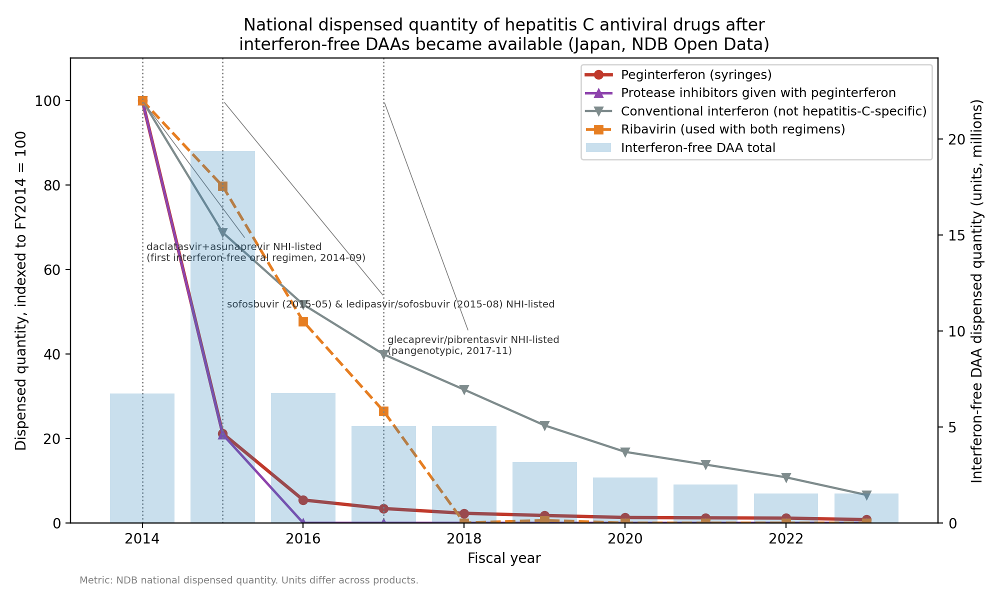 National dispensed quantity of hepatitis C antiviral drugs after
interferon-free DAAs became available (Japan, NDB Open Data)
Peginterferon (syringes)
Protease inhibitors given with peginterferon
Conventional interferon (not hepatitis-C-specific)
Ribavirin (used with both regimens)
Interferon-free DAA total
Dispensed quantity, indexed to FY2014 = 100
100
80
60
40
20
0
daclatasvir+asunaprevir NHI-listed
(first interferon-free oral regimen, 2014-09)
sofosbuvir (2015-05) & ledipasvir/sofosbuvir (2015-08) NHI-listed
glecaprevir/pibrentasvir NHI-listed
(pangenotypic, 2017-11)
20
15
10
5
0
Interferon-free DAA dispensed quantity (units, millions)
2014
2016
2018
2020
2022
Fiscal year
Metric: NDB national dispensed quantity. Units differ across products.